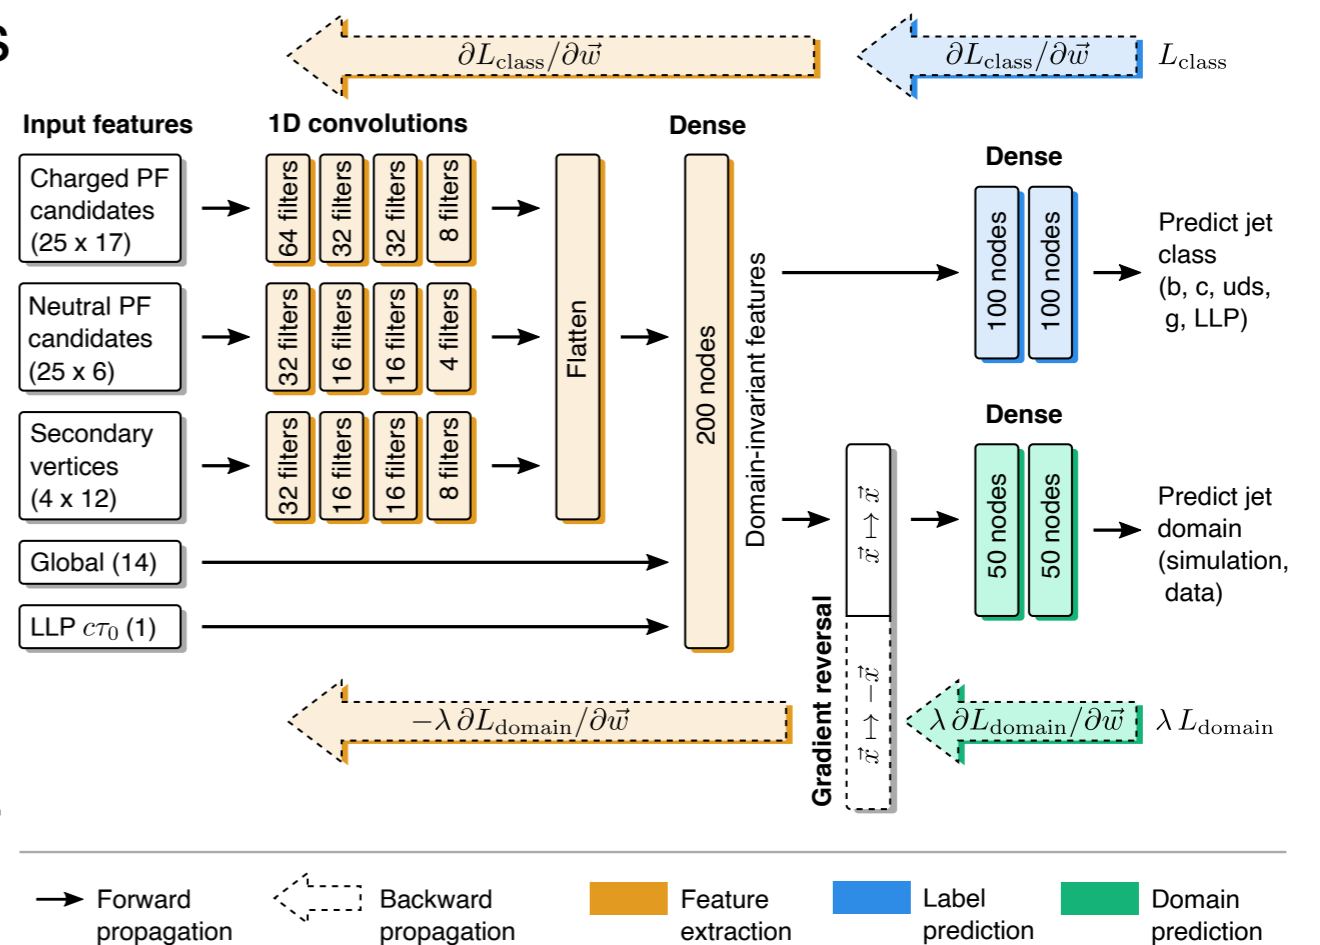 s
∂L_class/∂w⃗
∂L_class/∂w⃗
L_class
Input features
1D convolutions
Dense
Dense
Charged PF
candidates
(25 x 17)
64 filters
32 filters
32 filters
8 filters
Neutral PF
candidates
(25 x 6)
32 filters
16 filters
16 filters
4 filters
Secondary
vertices
(4 x 12)
32 filters
16 filters
16 filters
8 filters
Global (14)
LLP cτ₀ (1)
Flatten
200 nodes
Domain-invariant features
100 nodes
100 nodes
Predict jet
class
(b, c, uds,
g, LLP)
Dense
x⃗ ↦ x⃗
50 nodes
50 nodes
Predict jet
domain
(simulation,
data)
Gradient reversal
x⃗ ↦ −x⃗
−λ ∂L_domain/∂w⃗
λ ∂L_domain/∂w⃗
λ L_domain
Forward
propagation
Backward
propagation
Feature
extraction
Label
prediction
Domain
prediction